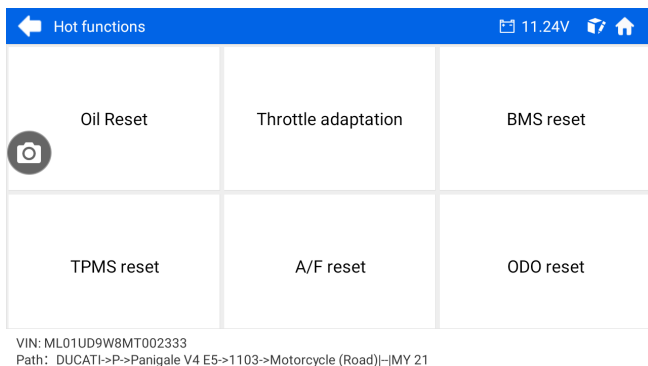 Hot functions 11.24V
Oil Reset Throttle adaptation BMS reset
TPMS reset A/F reset ODO reset
VIN: ML01UD9W8MT002333
Path: DUCATI->P->Panigale V4 E5->1103->Motorcycle (Road)|--|MY 21